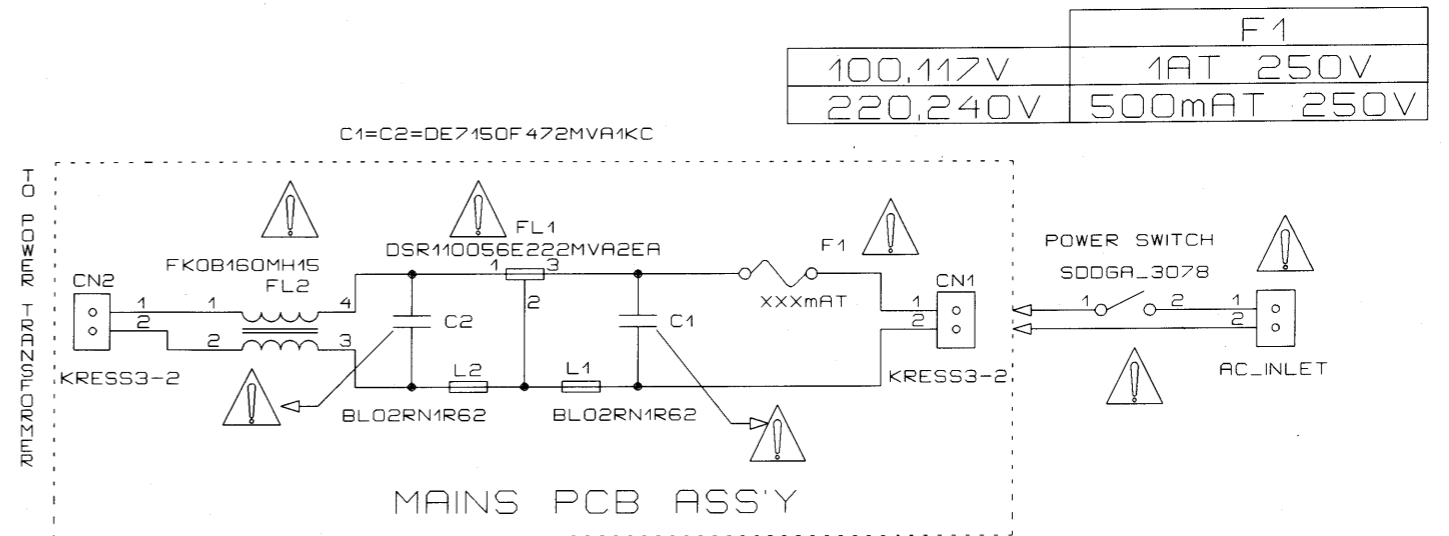 F1
100,117V 1AT 250V
220,240V 500mAT 250V
C1=C2=DE7150F472MVA1KC
TO POWER TRANSFORMER
FL1
DSR110056E222MVA2EA
F1
POWER SWITCH
SDDGA_3078
FK0B160MH15
FL2
CN2
1 3
XXXmAT
CN1
1 1 4
2
2
1
2
1 2 1
2
C2
C1
2 3
KRESS3-2
L2
L1
KRESS3-2
AC_INLET
BL02RN1R62
BL02RN1R62
MAINS PCB ASS'Y